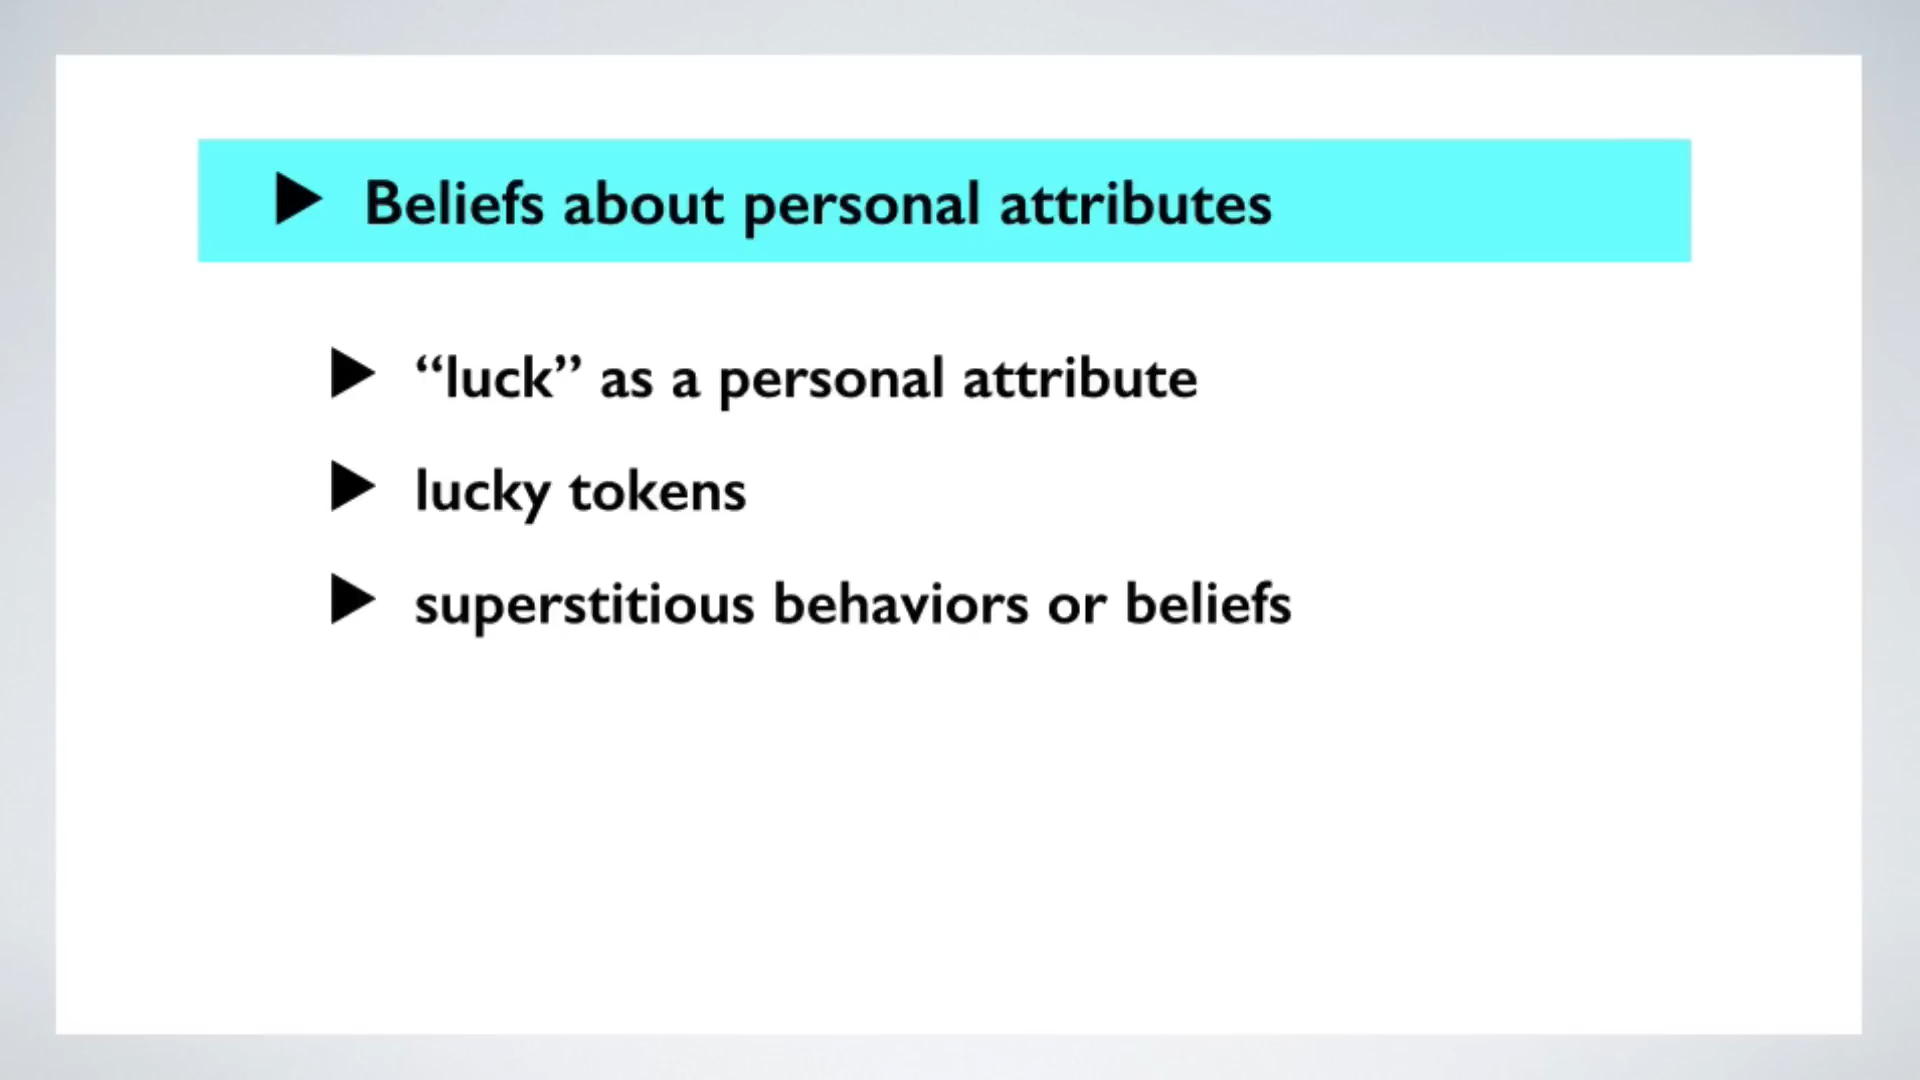 ▶ Beliefs about personal attributes
▶ “luck” as a personal attribute
▶ lucky tokens
▶ superstitious behaviors or beliefs